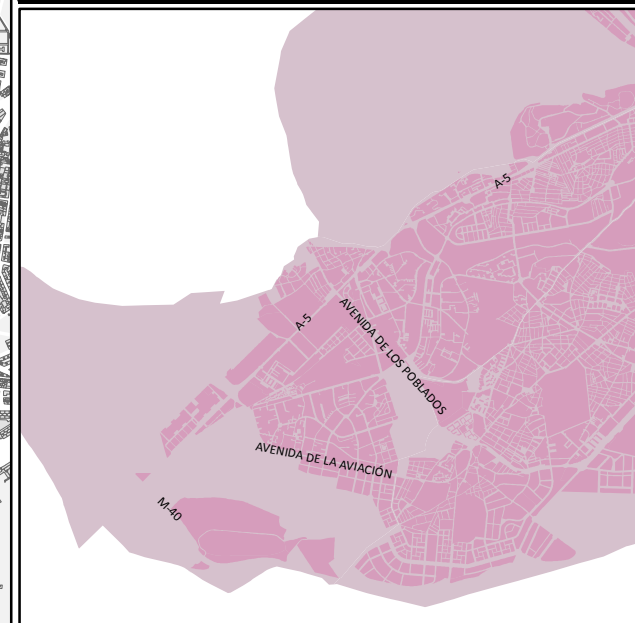 A-5
A-5
AVENIDA DE LOS POBLADOS
AVENIDA DE LA AVIACIÓN
M-40